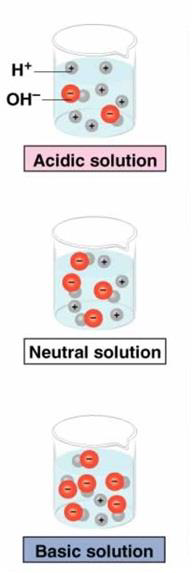 H⁺
OH⁻
Acidic solution
Neutral solution
Basic solution